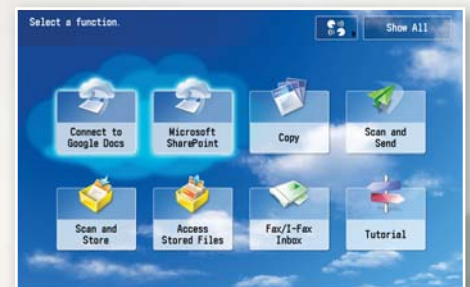 Select a function.
Show All
Connect to
Google Docs
Microsoft
SharePoint
Copy
Scan and
Send
Scan and
Store
Access
Stored Files
Fax/I-Fax
Inbox
Tutorial